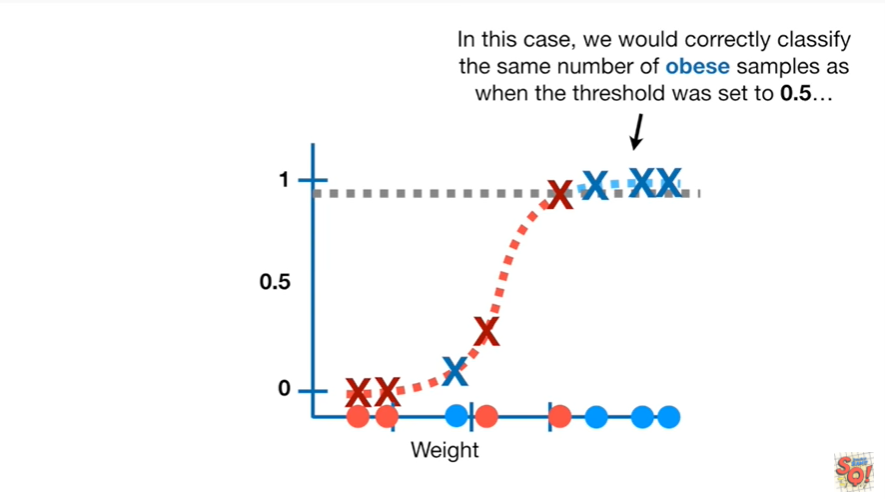 In this case, we would correctly classify
the same number of obese samples as
when the threshold was set to 0.5…
1
0.5
0
Weight
SQ!